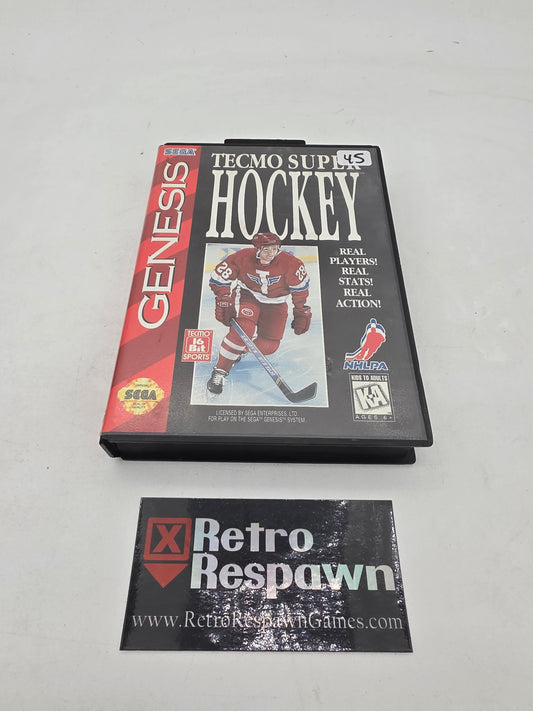 SEGA
GENESIS
TECMO SUPER
45
HOCKEY
REAL
PLAYERS!
REAL
STATS!
REAL
ACTION!
28
28
TECMO
16
Bit
SPORTS
NHLPA
KIDS TO ADULTS
KA
AGES 6+
SEGA
LICENSED BY SEGA ENTERPRISES, LTD.
FOR PLAY ON THE SEGA™ GENESIS™ SYSTEM.
X
Retro
Respawn
www.RetroRespawnGames.com